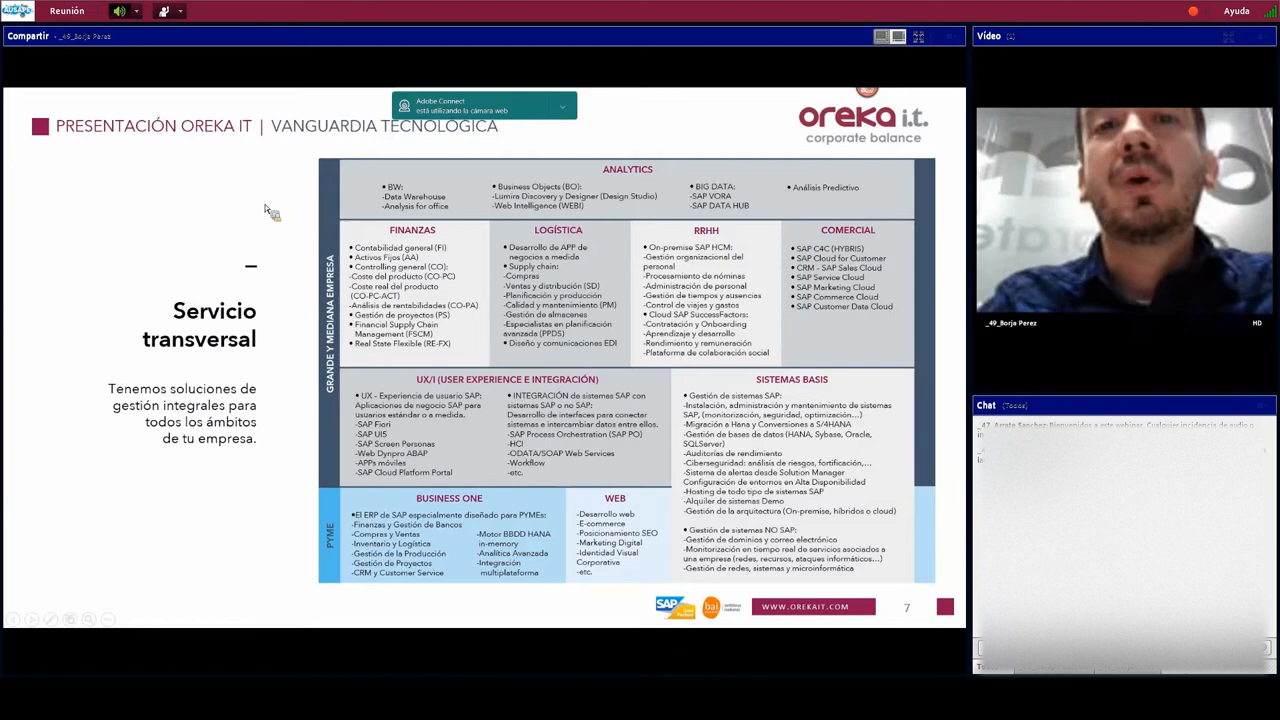 Reunión
Ayuda
Compartir - _49_Borja Perez
Vídeo (1)
Adobe Connect
está utilizando la cámara web
PRESENTACIÓN OREKA IT | VANGUARDIA TECNOLOGICA
oreka i.t.
corporate balance
Servicio
transversal
Tenemos soluciones de
gestión integrales para
todos los ámbitos
de tu empresa.
GRANDE Y MEDIANA EMPRESA
ANALYTICS
• BW:
-Data Warehouse
-Analysis for office
• Business Objects (BO):
-Lumira Discovery y Designer (Design Studio)
-Web Intelligence (WEBI)
• BIG DATA:
-SAP VORA
-SAP DATA HUB
• Análisis Predictivo
FINANZAS
• Contabilidad general (FI)
• Activos Fijos (AA)
• Controlling general (CO):
-Coste del producto (CO-PC)
-Coste real del producto
(CO-PC-ACT)
-Análisis de rentabilidades (CO-PA)
• Gestión de proyectos (PS)
• Financial Supply Chain
Management (FSCM)
• Real State Flexible (RE-FX)
LOGÍSTICA
• Desarrollo de APP de
negocios a medida
• Supply chain:
-Compras
-Ventas y distribución (SD)
-Planificación y producción
-Calidad y mantenimiento (PM)
-Gestión de almacenes
-Especialistas en planificación
avanzada (PPDS)
• Diseño y comunicaciones EDI
RRHH
• On-premise SAP HCM:
-Gestión organizacional del
personal
-Procesamiento de nóminas
-Administración de personal
-Gestión de tiempos y ausencias
-Control de viajes y gastos
• Cloud SAP SuccessFactors:
-Contratación y Onboarding
-Aprendizaje y desarrollo
-Rendimiento y remuneración
-Plataforma de colaboración social
COMERCIAL
• SAP C4C (HYBRIS)
• SAP Cloud for Customer
• CRM - SAP Sales Cloud
• SAP Service Cloud
• SAP Marketing Cloud
• SAP Commerce Cloud
• SAP Customer Data Cloud
UX/I (USER EXPERIENCE E INTEGRACIÓN)
• UX – Experiencia de usuario SAP:
Aplicaciones de negocio SAP para
usuarios estándar o a medida.
-SAP Fiori
-SAP UI5
-SAP Screen Personas
-Web Dynpro ABAP
-APPs móviles
-SAP Cloud Platform Portal
• INTEGRACIÓN de sistemas SAP con
sistemas SAP o no SAP:
Desarrollo de interfaces para conectar
sistemas e intercambiar datos entre ellos.
-SAP Process Orchestration (SAP PO)
-HCI
-ODATA/SOAP Web Services
-Workflow
-etc.
SISTEMAS BASIS
• Gestión de sistemas SAP:
-Instalación, administración y mantenimiento de sistemas
SAP, (monitorización, seguridad, optimización...)
-Migración a Hana y Conversiones a S/4HANA
-Gestión de bases de datos (HANA, Sybase, Oracle,
SQLServer)
-Auditorías de rendimiento
-Ciberseguridad: análisis de riesgos, fortificación,...
-Sistema de alertas desde Solution Manager
Configuración de entornos en Alta Disponibilidad
-Hosting de todo tipo de sistemas SAP
-Alquiler de sistemas Demo
-Gestión de la arquitectura (On-premise, híbridos o cloud)
• Gestión de sistemas NO SAP:
-Gestión de dominios y correo electrónico
-Monitorización en tiempo real de servicios asociados a
una empresa (redes, recursos, ataques informáticos...)
-Gestión de redes, sistemas y microinformática
PYME
BUSINESS ONE
•El ERP de SAP especialmente diseñado para PYMEs:
-Finanzas y Gestión de Bancos
-Compras y Ventas
-Inventario y Logística
-Gestión de la Producción
-Gestión de Proyectos
-CRM y Customer Service
-Motor BBDD HANA
in-memory
-Analítica Avanzada
-Integración
multiplataforma
WEB
-Desarrollo web
-E-commerce
-Posicionamiento SEO
-Marketing Digital
-Identidad Visual
Corporativa
-etc.
SAP
bai
WWW.OREKAIT.COM
7
_49_Borja Perez
HD
Chat (Todos)
_47_Arrate Sanchez: Bienvenidos a este webinar. Cualquier incidencia de audio o